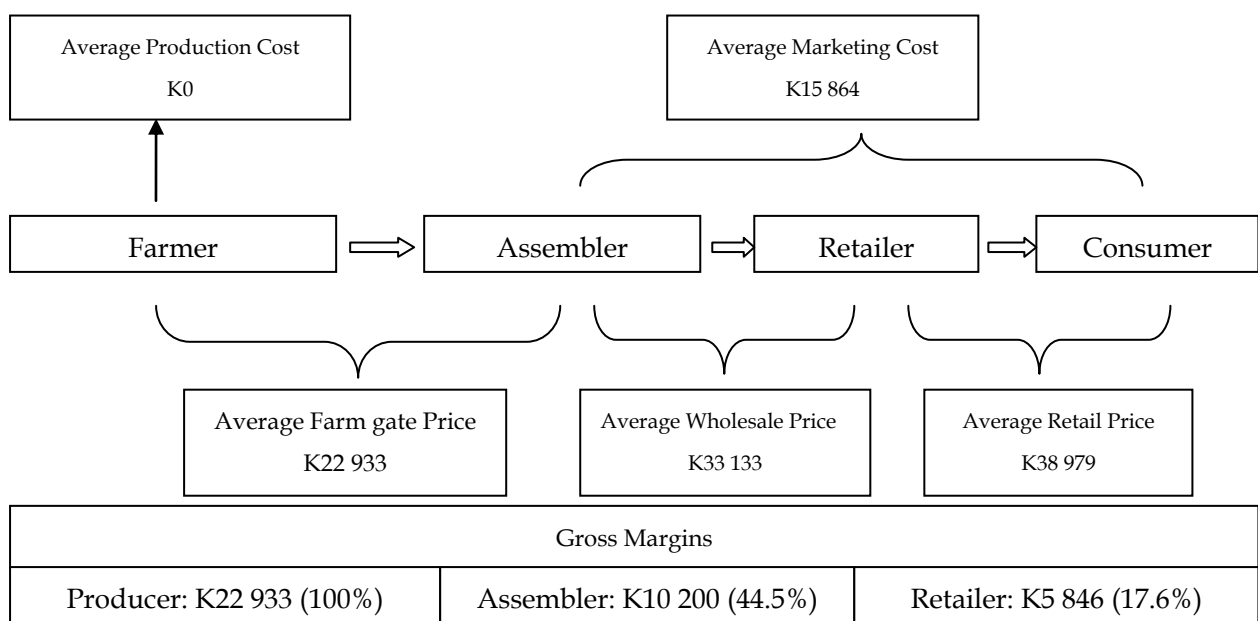 Average Production Cost
K0
Average Marketing Cost
K15 864
Farmer
Assembler
Retailer
Consumer
Average Farm gate Price
K22 933
Average Wholesale Price
K33 133
Average Retail Price
K38 979
Gross Margins
Producer: K22 933 (100%)
Assembler: K10 200 (44.5%)
Retailer: K5 846 (17.6%)